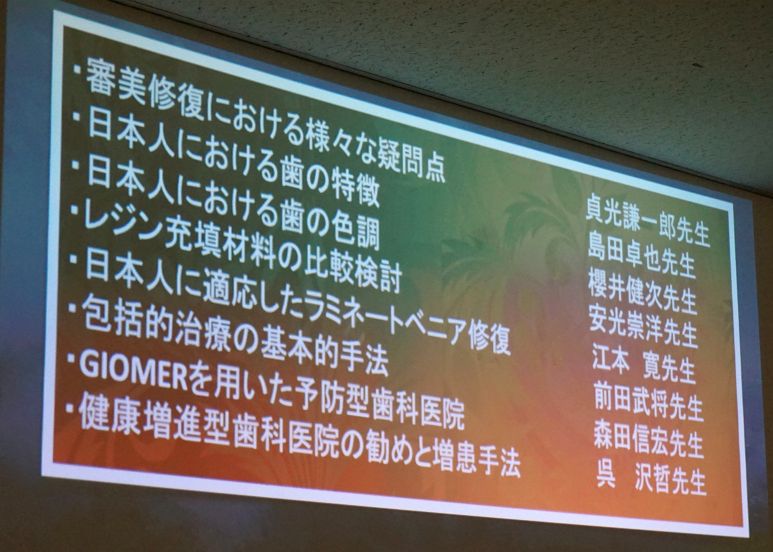 ・審美修復における様々な疑問点 貞光謙一郎先生
・日本人における歯の特徴 島田卓也先生
・日本人における歯の色調 櫻井健次先生
・レジン充填材料の比較検討 安光崇洋先生
・日本人に適応したラミネートベニア修復 江本 寛先生
・包括的治療の基本的手法 前田武将先生
・GIOMERを用いた予防型歯科医院 森田信宏先生
・健康増進型歯科医院の勧めと増患手法 呉 沢哲先生